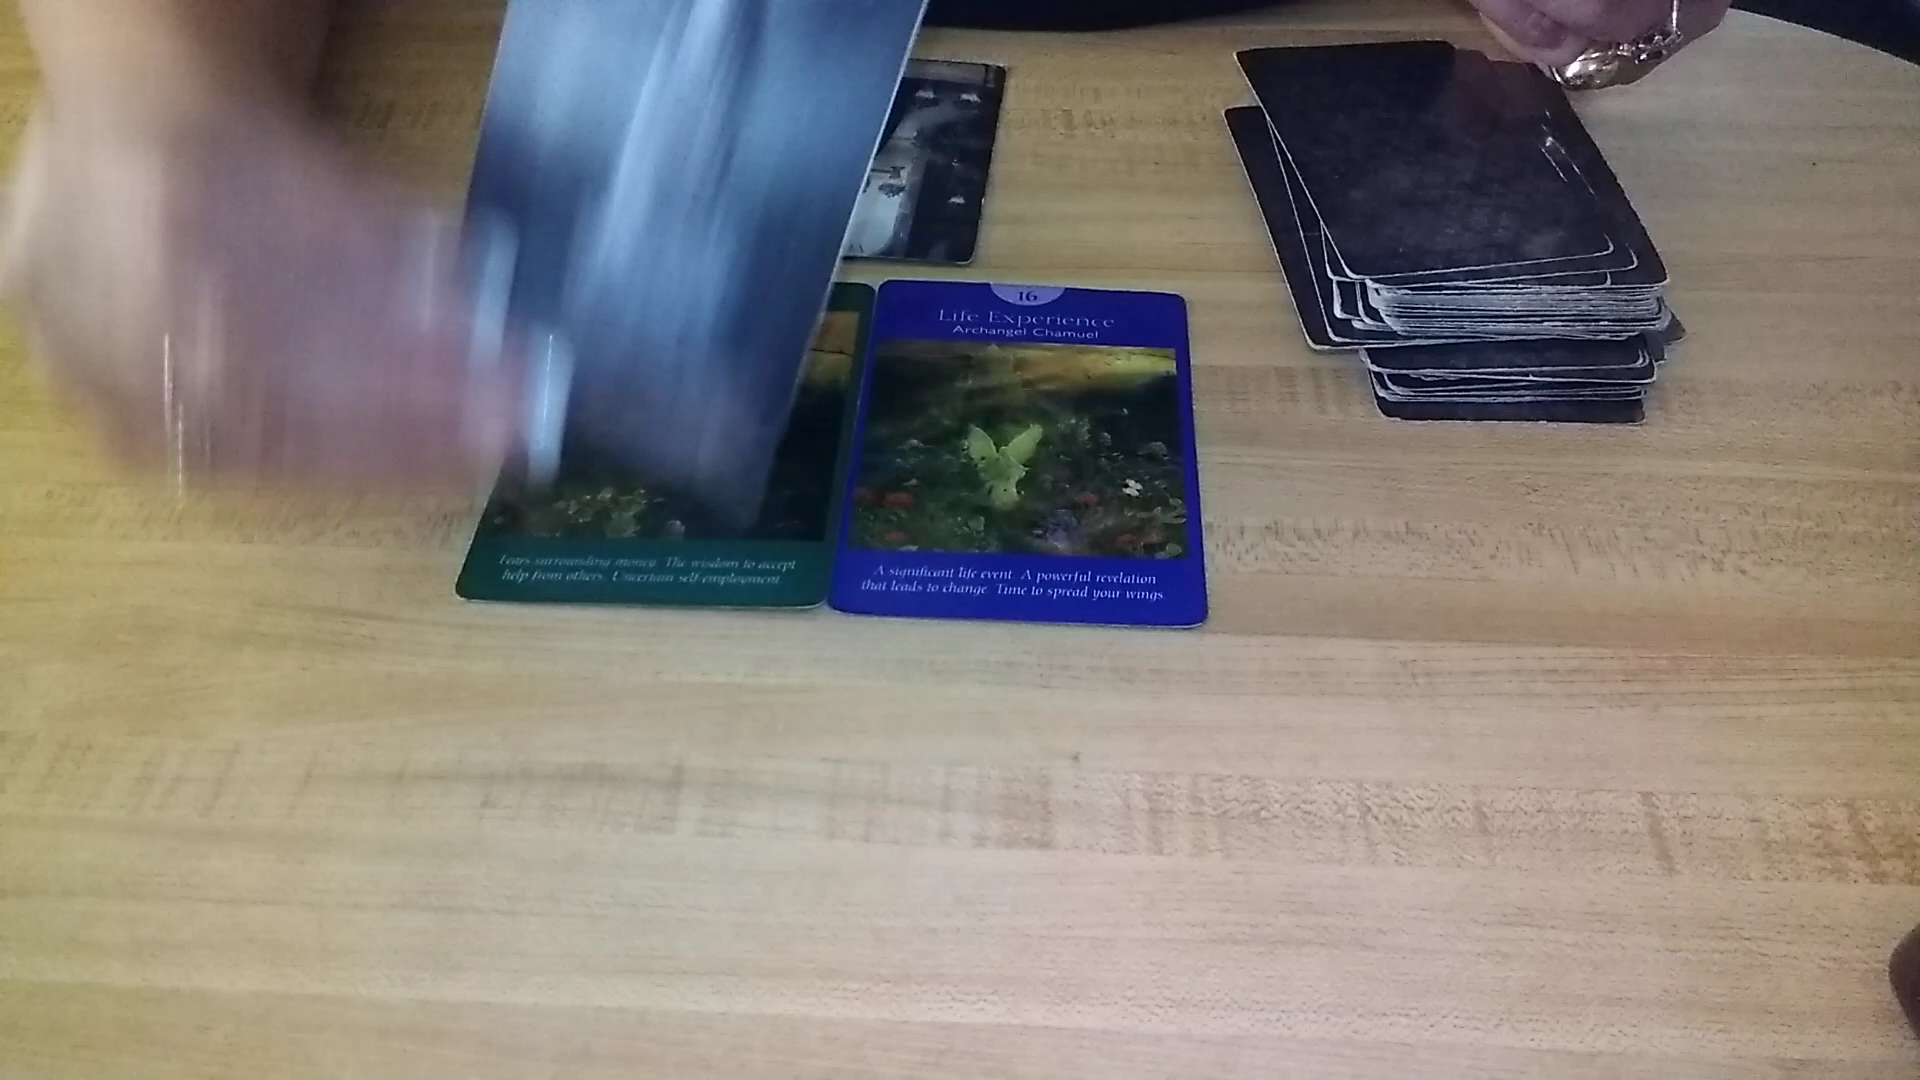 Fears surrounding money. The wisdom to accept
help from others. Uncertain self-employment.
16
Life Experience
Archangel Chamuel
A significant life event. A powerful revelation
that leads to change. Time to spread your wings.